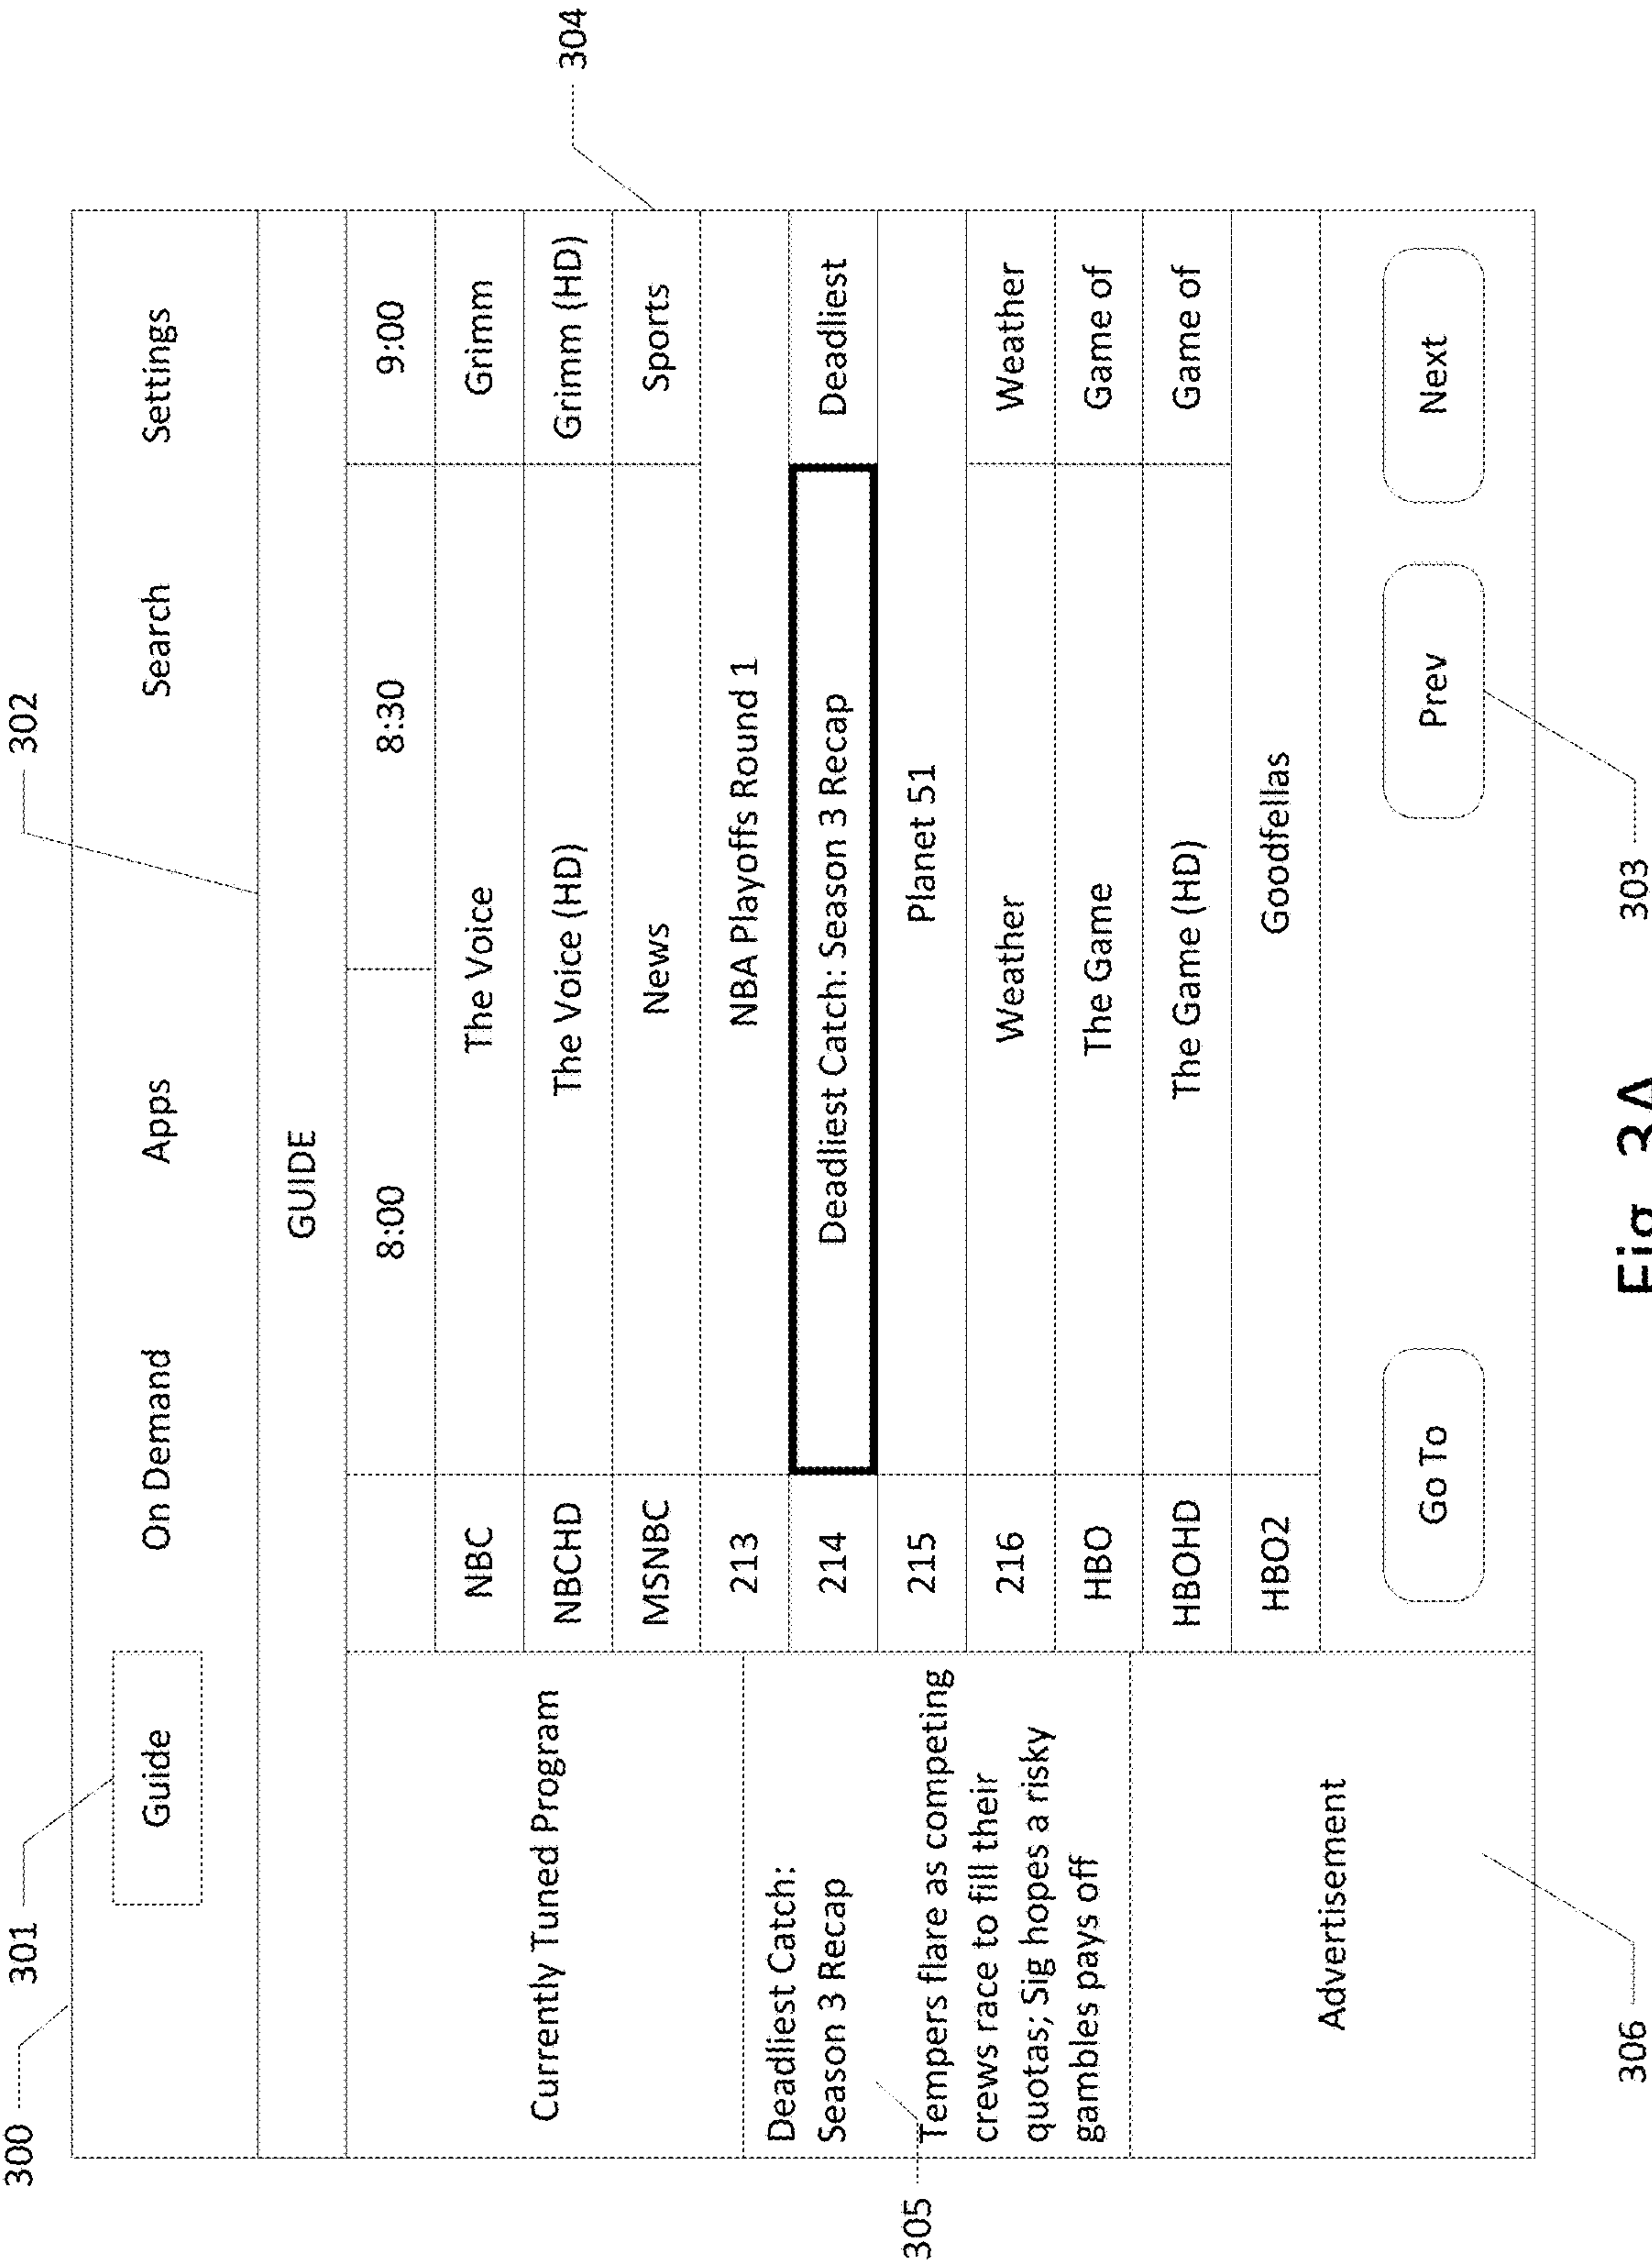 300
301
302
Guide
On Demand
Apps
Search
Settings
GUIDE
Currently Tuned Program
8:00
8:30
9:00
NBC
The Voice
Grimm
NBCHD
The Voice (HD)
Grimm (HD)
304
MSNBC
News
Sports
213
NBA Playoffs Round 1
Deadliest Catch:
Season 3 Recap
214
Deadliest Catch: Season 3 Recap
Deadliest
305
215
Planet 51
Tempers flare as competing
crews race to fill their
quotas; Sig hopes a risky
gambles pays off
216
Weather
Weather
HBO
The Game
Game of
HBOHD
The Game (HD)
Game of
HBO2
Goodfellas
Advertisement
Go To
Prev
Next
306
303
Fig. 3A